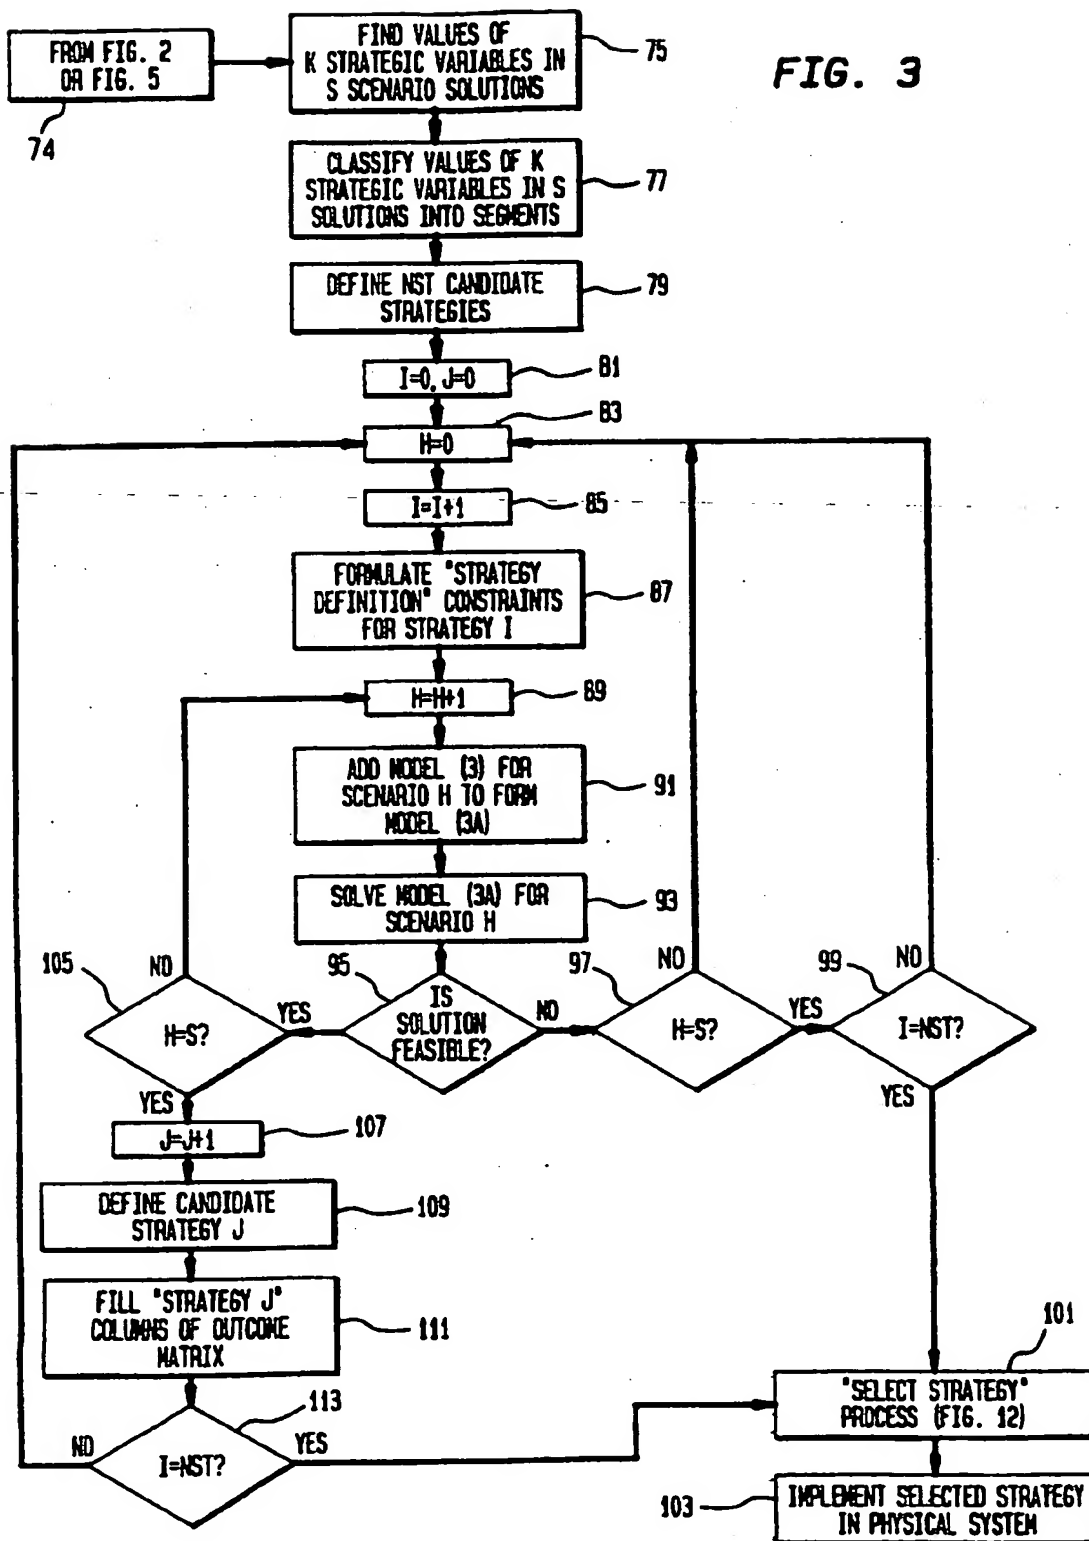 FIG. 3
FROM FIG. 2
OR FIG. 5
74
FIND VALUES OF
K STRATEGIC VARIABLES IN
S SCENARIO SOLUTIONS
75
CLASSIFY VALUES OF K
STRATEGIC VARIABLES IN S
SOLUTIONS INTO SEGMENTS
77
DEFINE NST CANDIDATE
STRATEGIES
79
I=0, J=0
81
H=0
83
I=I+1
85
FORMULATE "STRATEGY
DEFINITION" CONSTRAINTS
FOR STRATEGY I
87
H=H+1
89
ADD MODEL (3) FOR
SCENARIO H TO FORM
MODEL (3A)
91
SOLVE MODEL (3A) FOR
SCENARIO H
93
105
NO
H=S?
YES
YES
95
IS
SOLUTION
FEASIBLE?
NO
97
NO
H=S?
YES
99
NO
I=NST?
YES
J=J+1
107
DEFINE CANDIDATE
STRATEGY J
109
FILL "STRATEGY J"
COLUMNS OF OUTCOME
MATRIX
111
113
NO
I=NST?
YES
101
"SELECT STRATEGY"
PROCESS (FIG. 12)
103
IMPLEMENT SELECTED STRATEGY
IN PHYSICAL SYSTEM